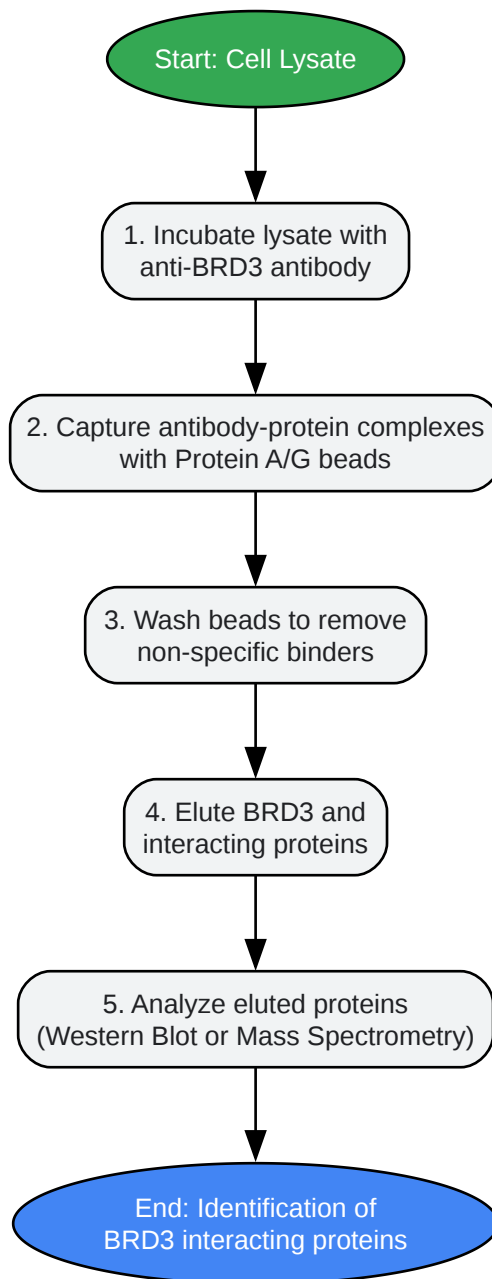 Start: Cell Lysate
1. Incubate lysate with
anti-BRD3 antibody
2. Capture antibody-protein complexes
with Protein A/G beads
3. Wash beads to remove
non-specific binders
4. Elute BRD3 and
interacting proteins
5. Analyze eluted proteins
(Western Blot or Mass Spectrometry)
End: Identification of
BRD3 interacting proteins